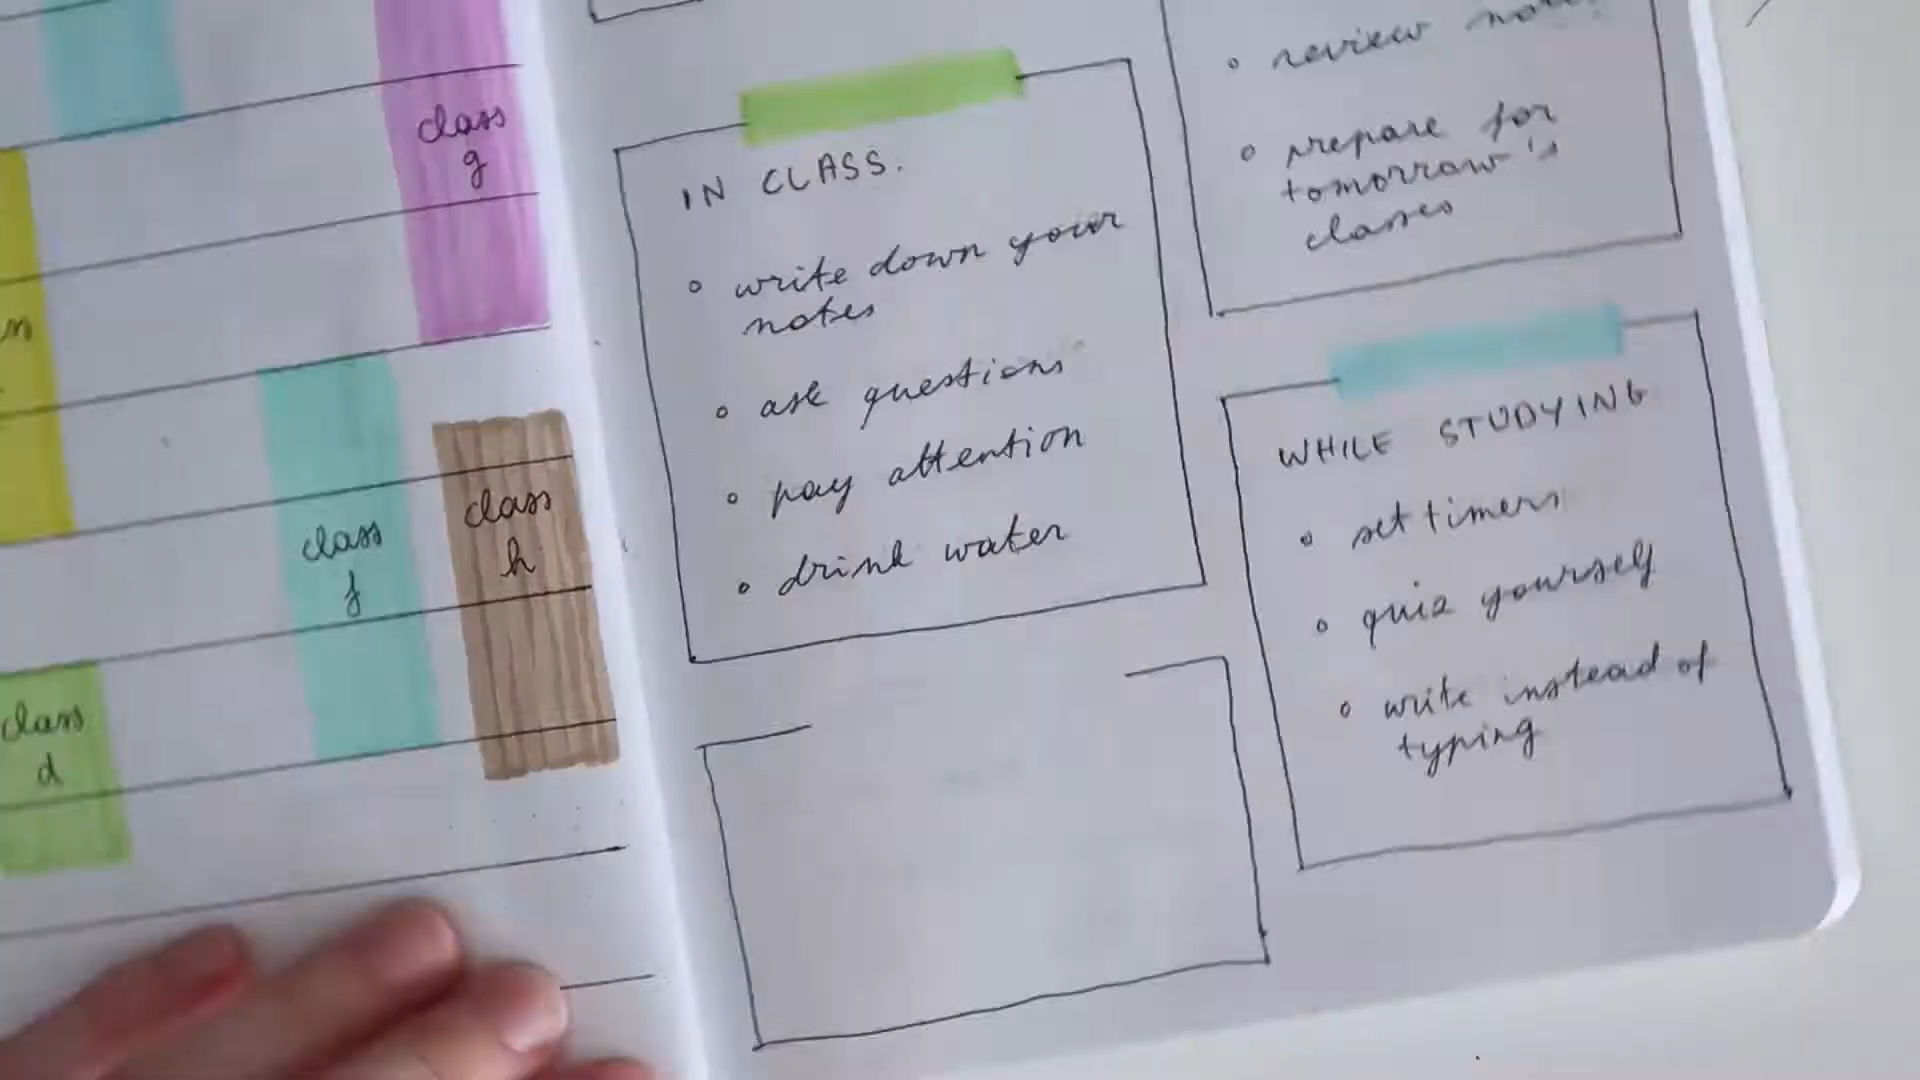 class
g
class
f
class
h
class
d
IN CLASS.
◦ write down your
notes
◦ ask questions
◦ pay attention
◦ drink water
◦ review
◦ prepare for
tomorrow's
classes
WHILE STUDYING
◦ set timers
◦ quiz yourself
◦ write instead of
typing